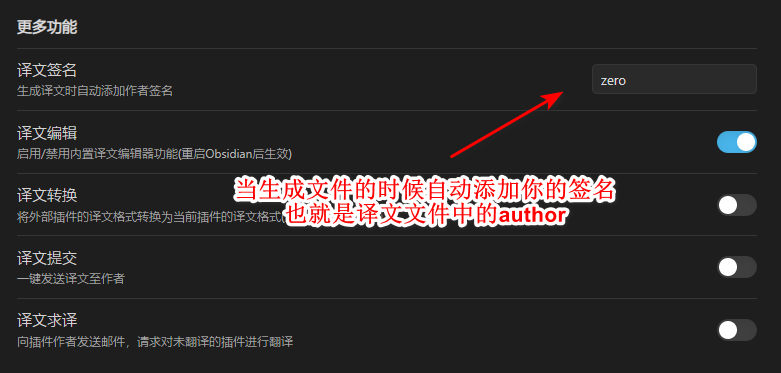 更多功能
译文签名
生成译文时自动添加作者签名
zero
译文编辑
启用/禁用内置译文编辑器功能(重启Obsidian后生效)
当生成文件的时候自动添加你的签名
也就是译文文件中的author
译文转换
将外部插件的译文格式转换为当前插件的译文格式
译文提交
一键发送译文至作者
译文求译
向插件作者发送邮件，请求对未翻译的插件进行翻译